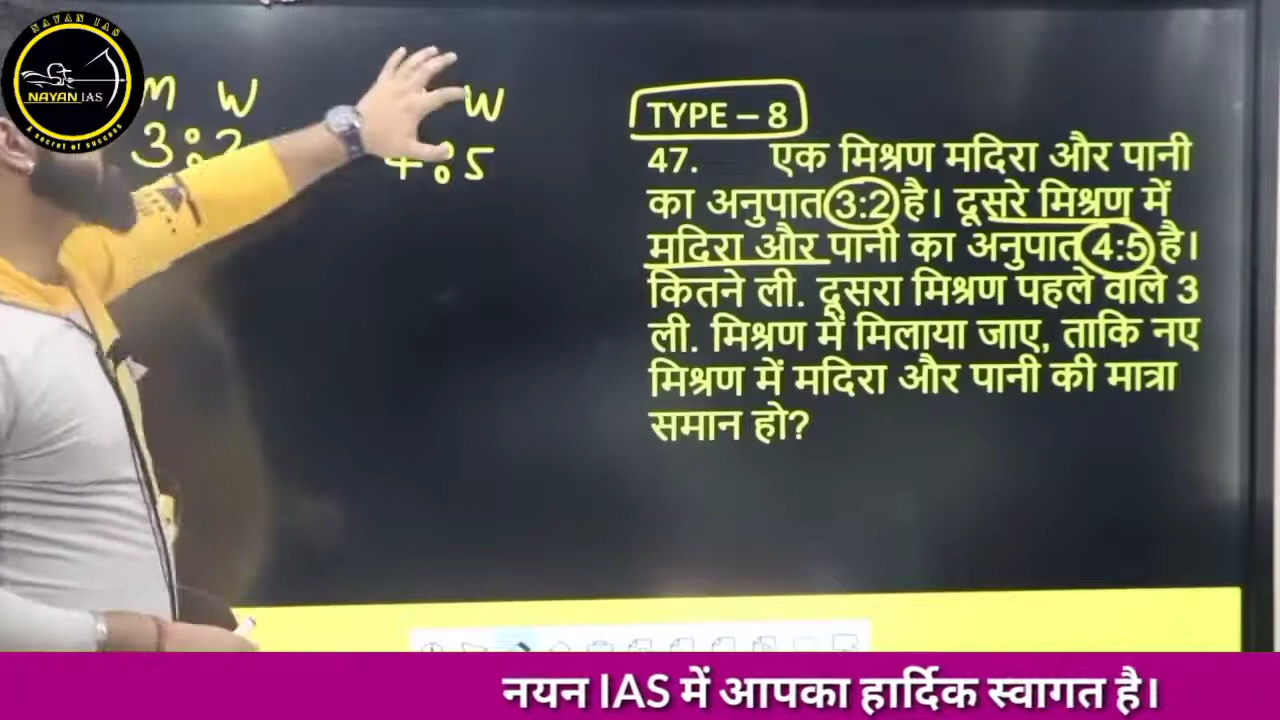 NAYAN IAS
NAYAN IAS
A secret of success
M W
3:2
W
4:5
TYPE – 8
47. एक मिश्रण मदिरा और पानी
का अनुपात 3:2 है। दूसरे मिश्रण में
मदिरा और पानी का अनुपात 4:5 है।
कितने ली. दूसरा मिश्रण पहले वाले 3
ली. मिश्रण में मिलाया जाए, ताकि नए
मिश्रण में मदिरा और पानी की मात्रा
समान हो?
नयन IAS में आपका हार्दिक स्वागत है।